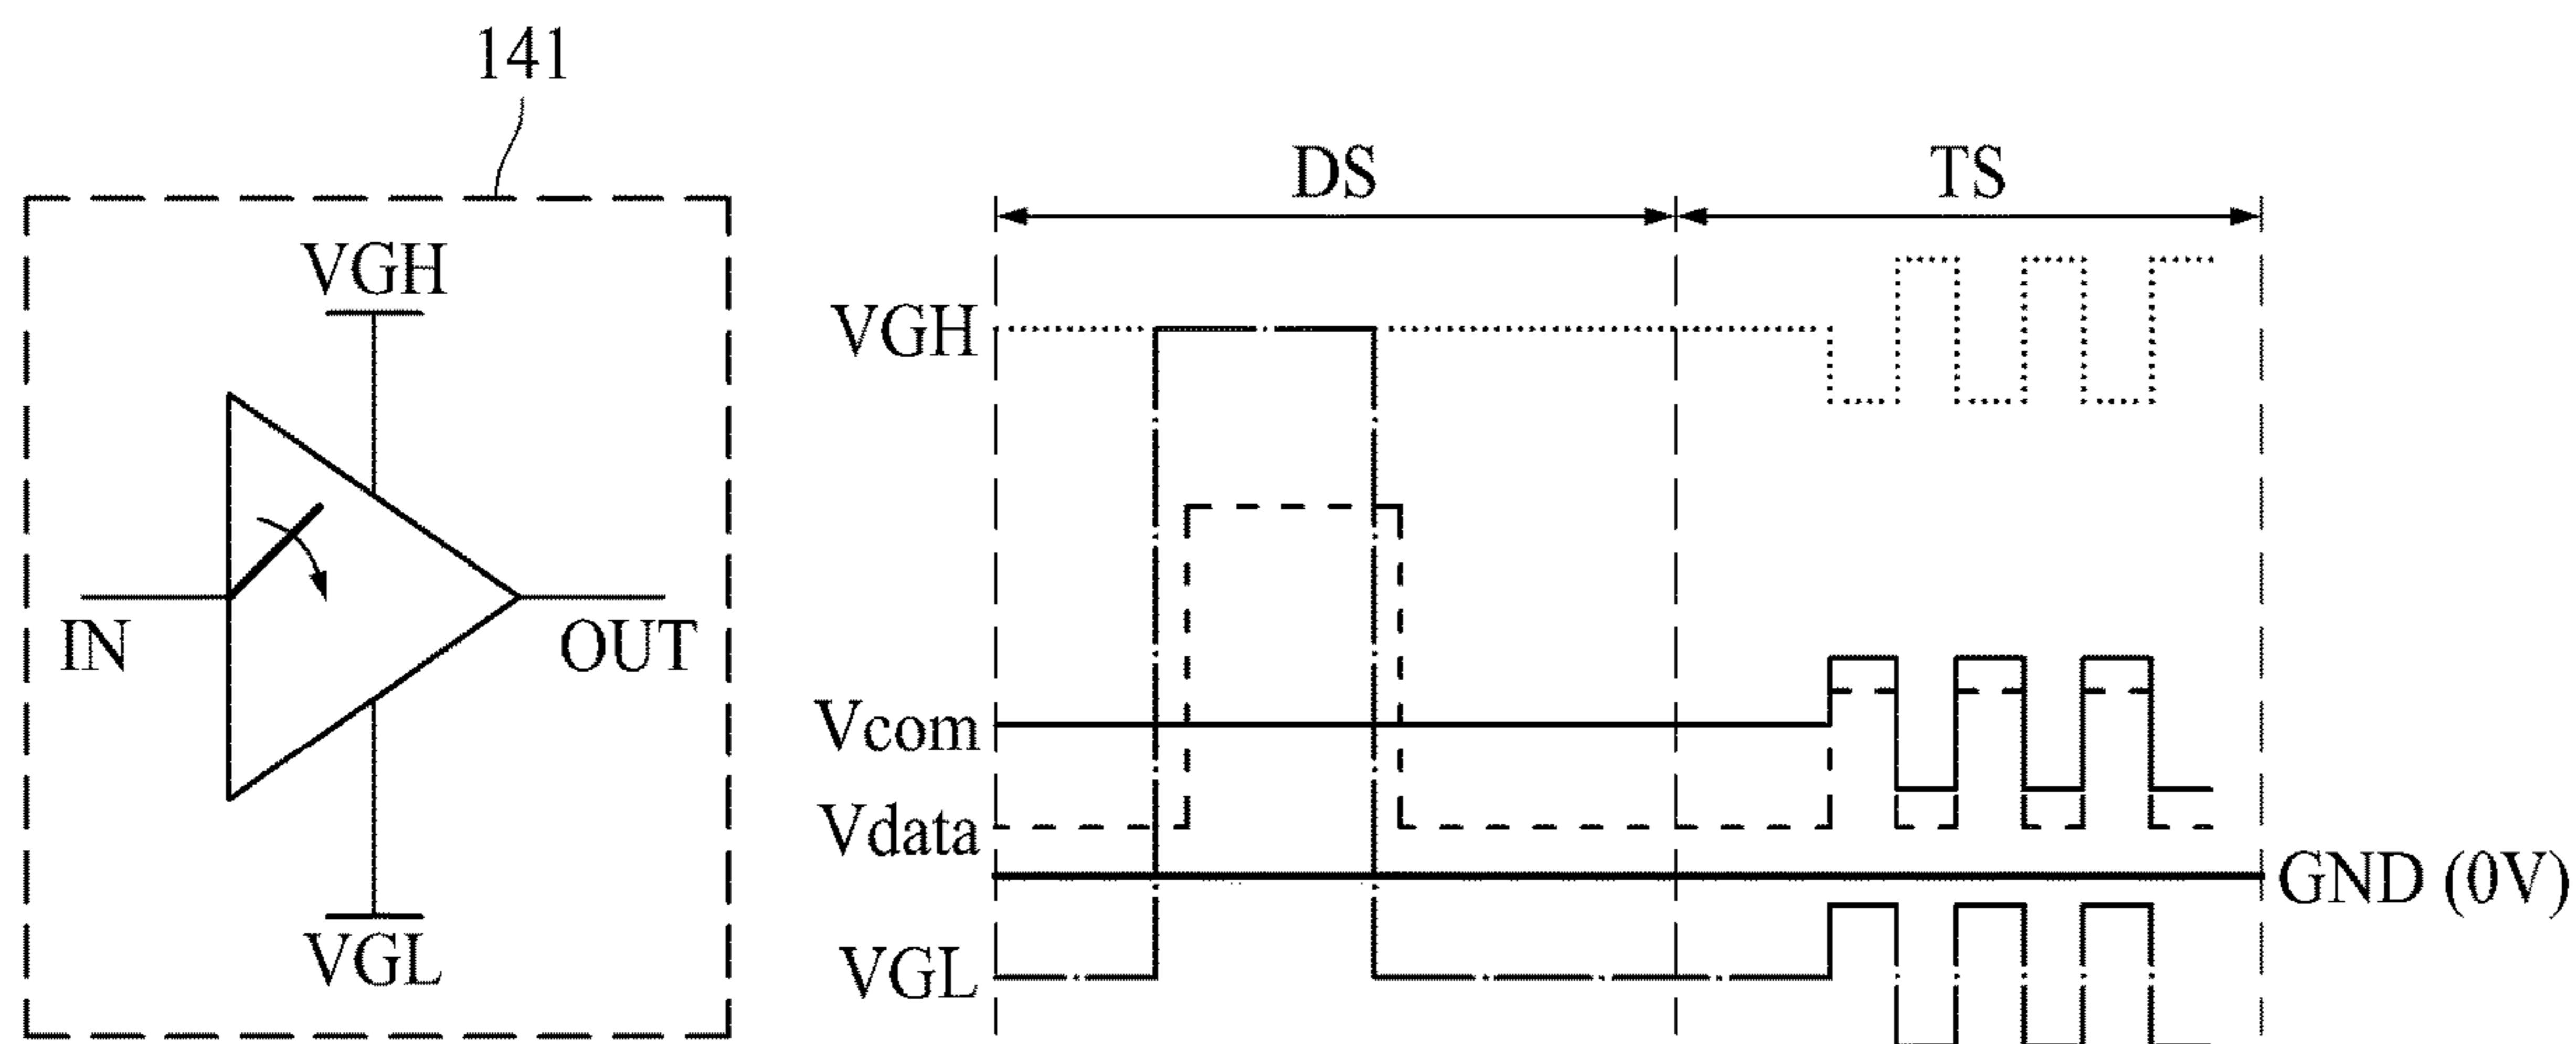 141
VGH
IN
OUT
VGL
DS
TS
VGH
Vcom
Vdata
GND (0V)
VGL